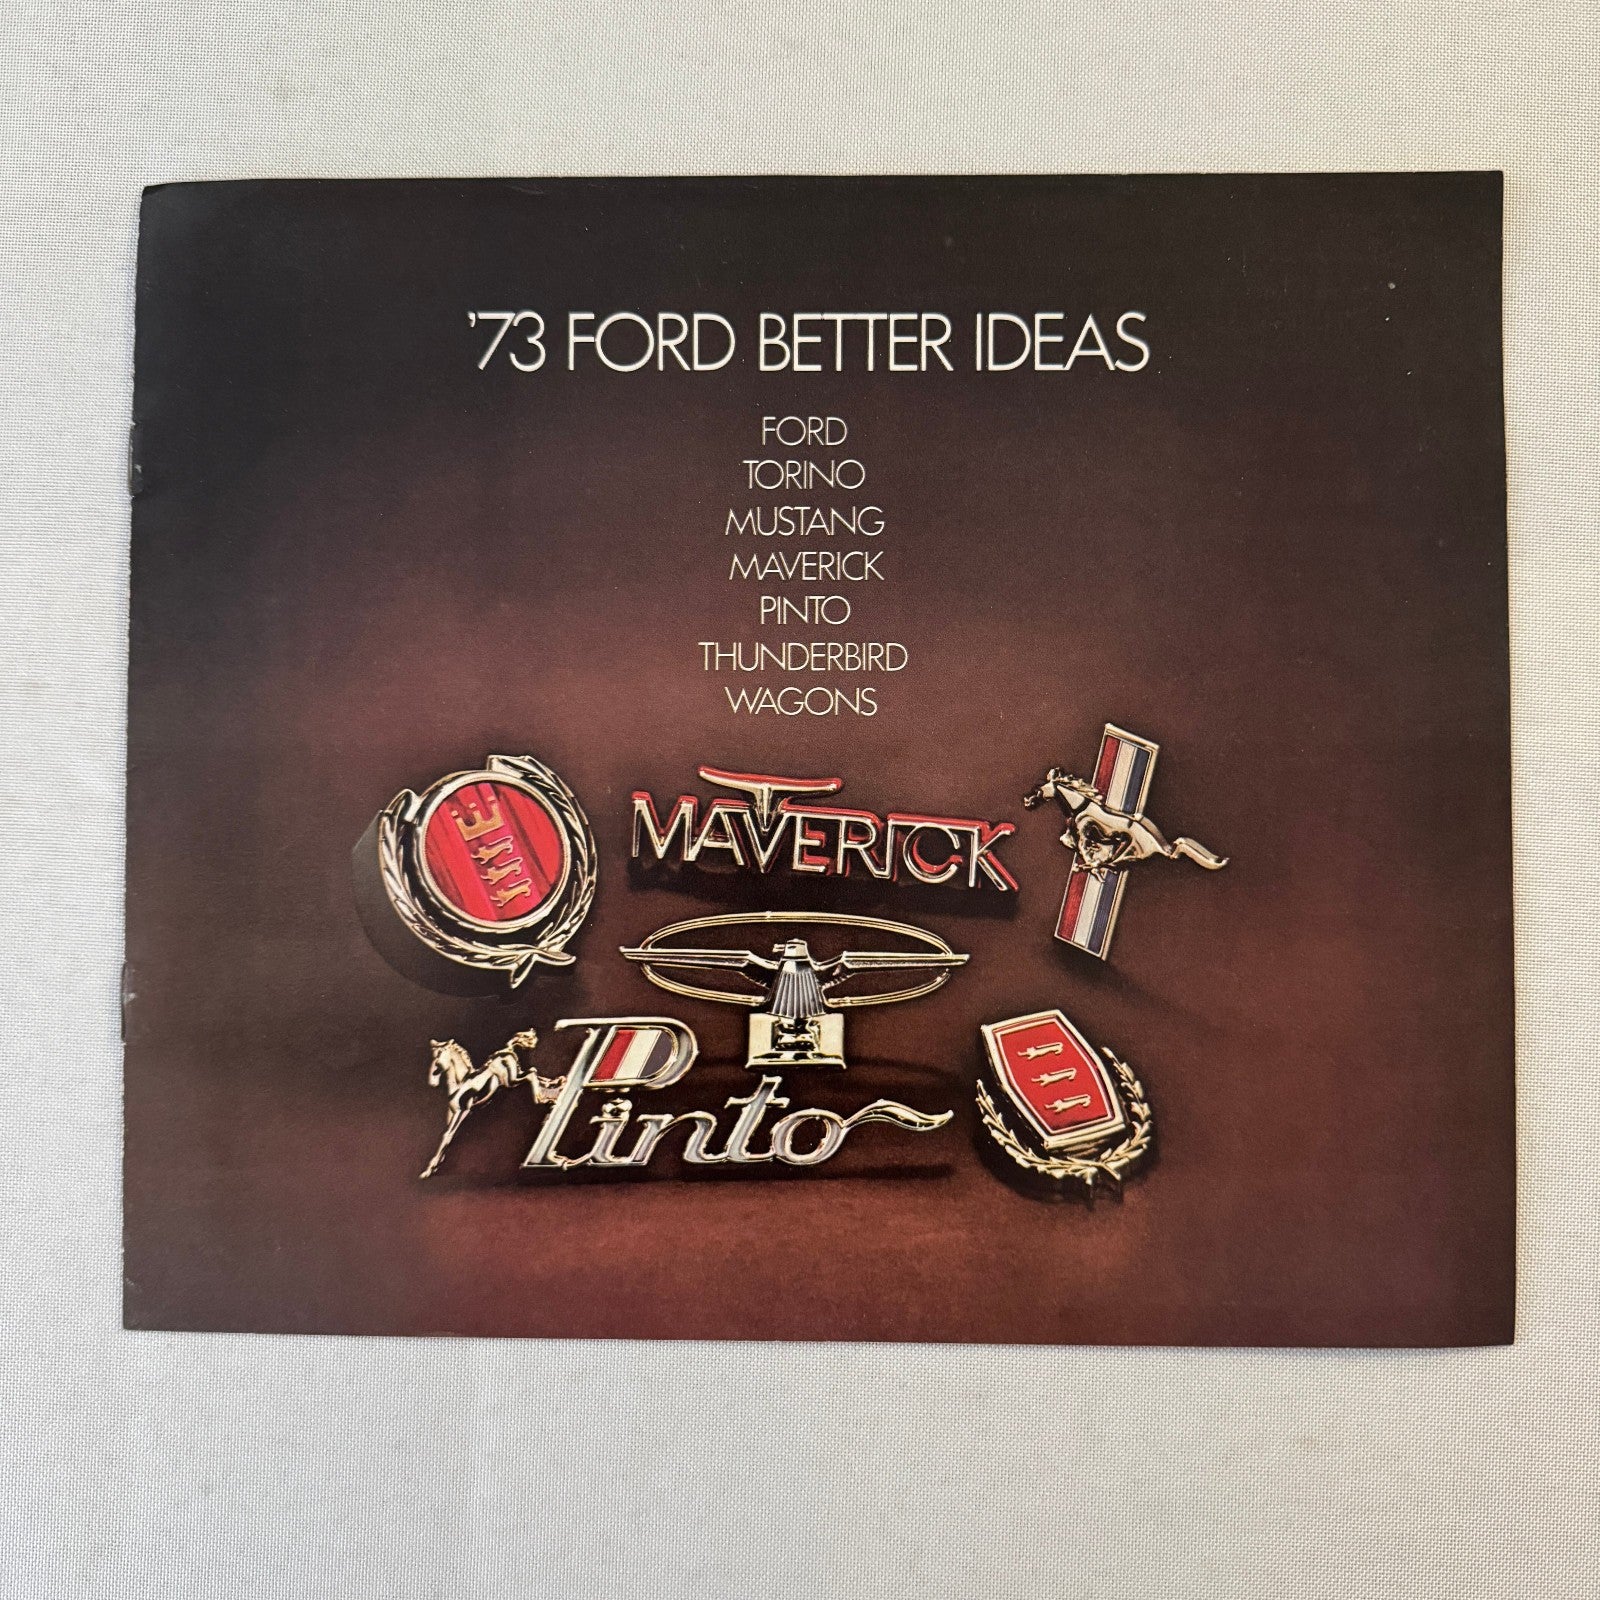 '73 FORD BETTER IDEAS
FORD
TORINO
MUSTANG
MAVERICK
PINTO
THUNDERBIRD
WAGONS
MAVERICK
Pinto